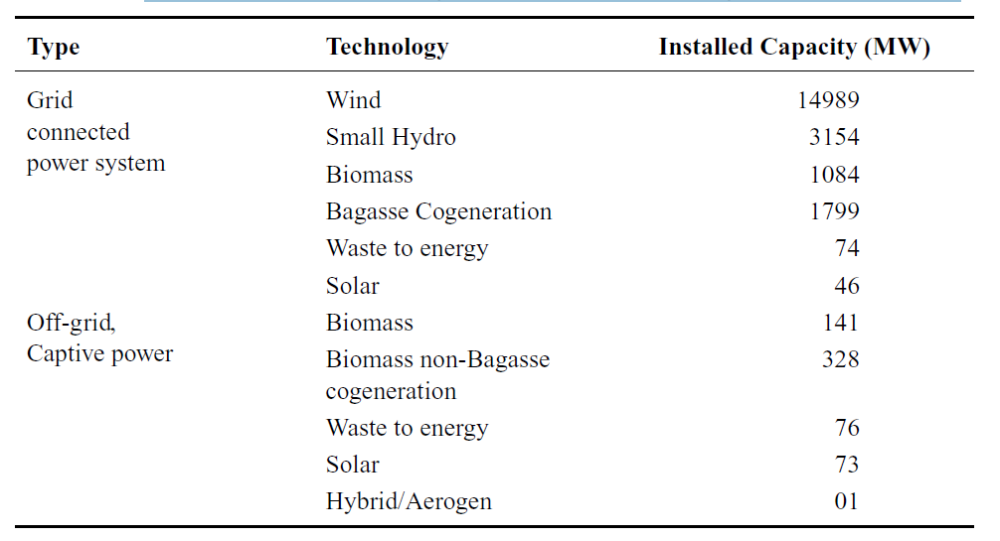 Type Technology Installed Capacity (MW)
Grid Wind 14989
connected Small Hydro 3154
power system Biomass 1084
Bagasse Cogeneration 1799
Waste to energy 74
Solar 46
Off-grid, Biomass 141
Captive power Biomass non-Bagasse 328
cogeneration
Waste to energy 76
Solar 73
Hybrid/Aerogen 01